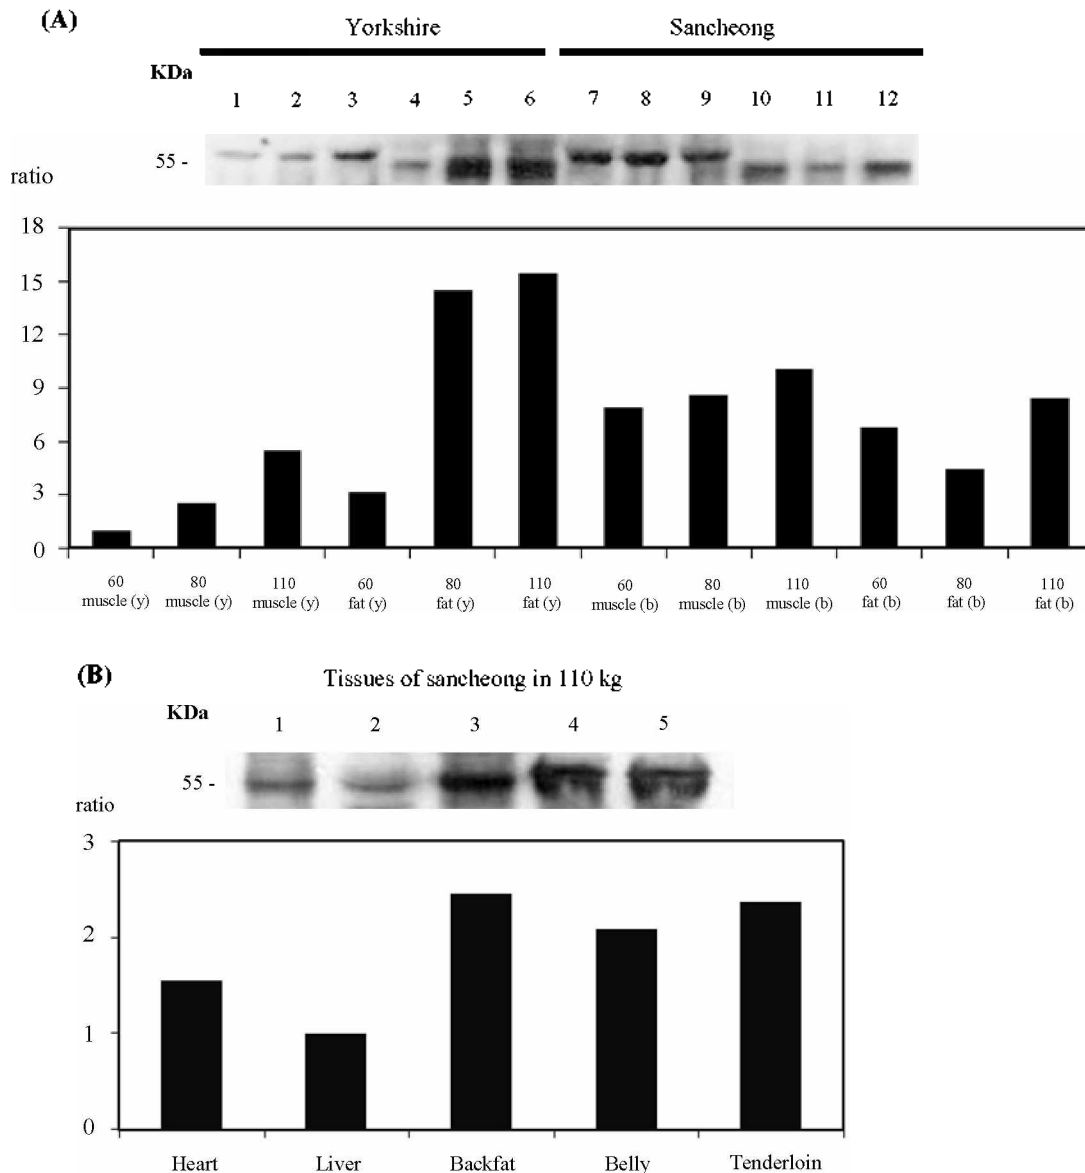 (A)
Yorkshire Sancheong
KDa
1 2 3 4 5 6 7 8 9 10 11 12
55 -
ratio
18
15
12
9
6
3
0
60 80 110 60 80 110 60 80 110 60 80 110
muscle (y) muscle (y) muscle (y) fat (y) fat (y) fat (y) muscle (b) muscle (b) muscle (b) fat (b) fat (b) fat (b)
(B)
Tissues of sancheong in 110 kg
KDa
1 2 3 4 5
55 -
ratio
3
2
1
0
Heart Liver Backfat Belly Tenderloin